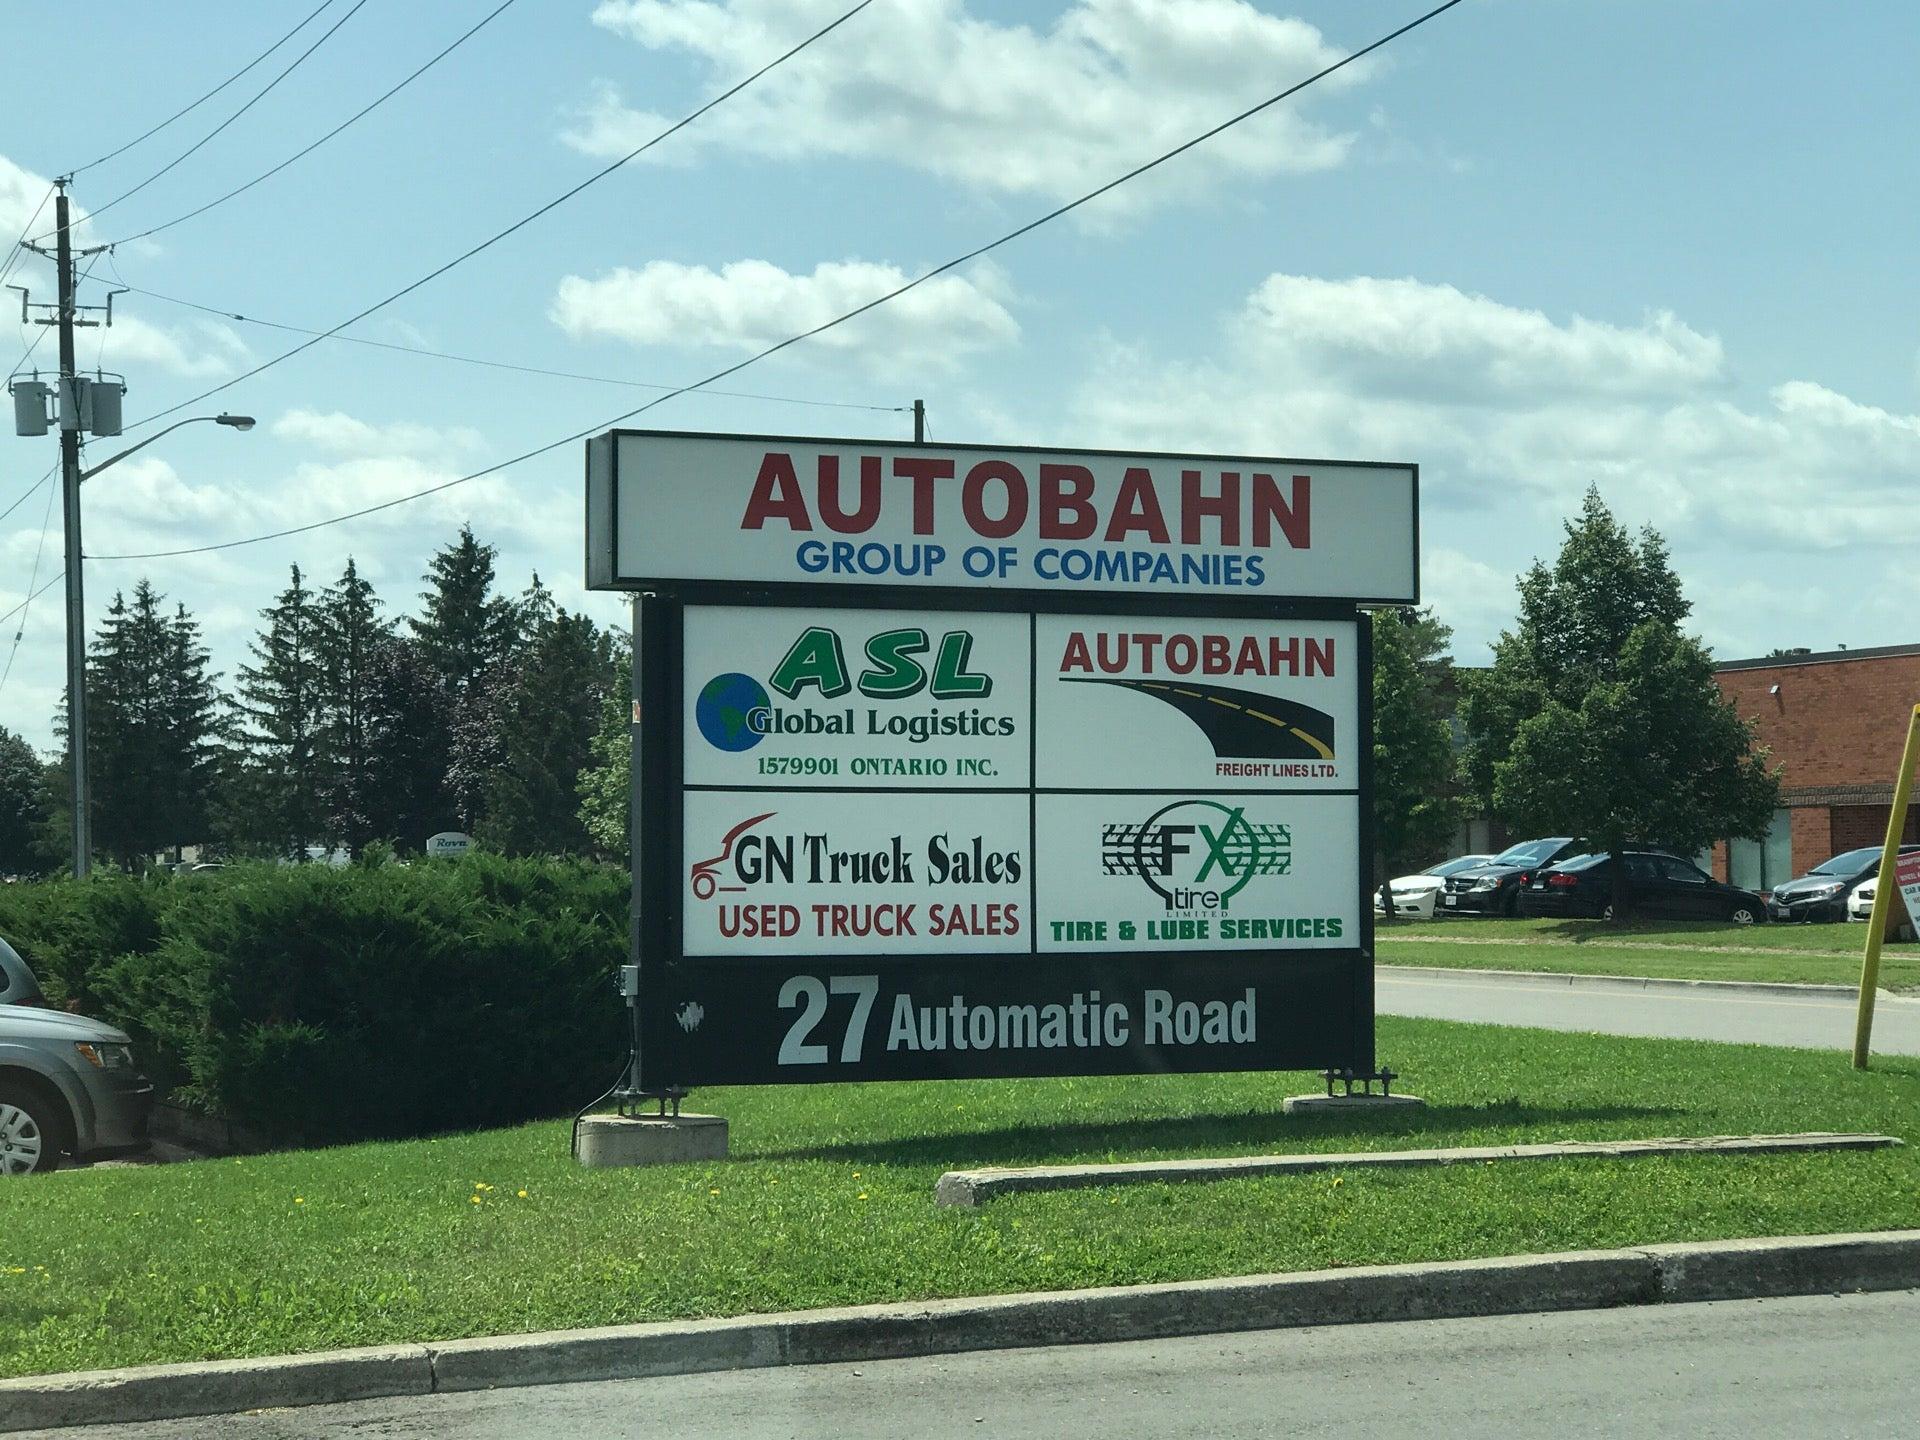 AUTOBAHN
GROUP OF COMPANIES
ASL
Global Logistics
1579901 ONTARIO INC.
AUTOBAHN
FREIGHT LINES LTD.
GN Truck Sales
USED TRUCK SALES
FX
tire
LIMITED
TIRE & LUBE SERVICES
27 Automatic Road
Rova